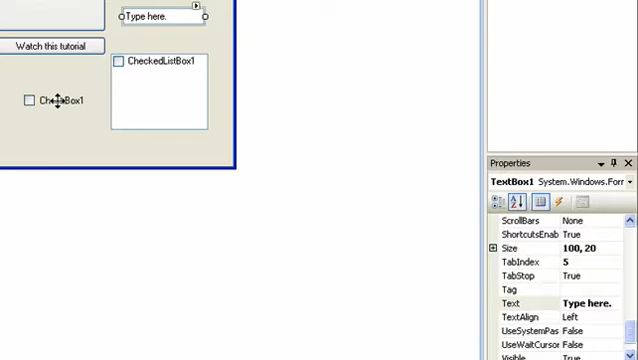 Type here.
Watch this tutorial
CheckedListBox1
CheckBox1
Properties
TextBox1 System.Windows.Forr
ScrollBars None
ShortcutsEnab True
Size 100, 20
TabIndex 5
TabStop True
Tag
Text Type here.
TextAlign Left
UseSystemPas False
UseWaitCursor False
Visible True